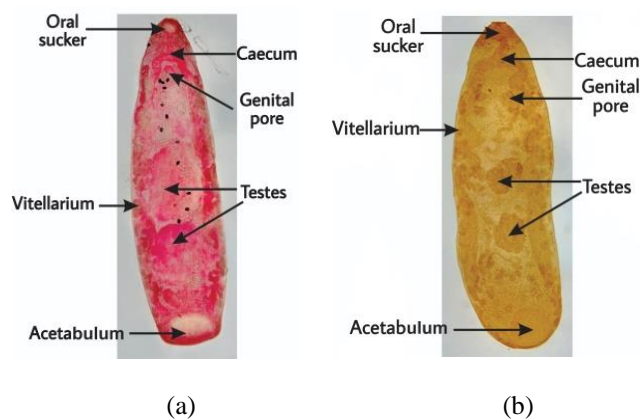 Oral
sucker
Caecum
Genital
pore
Vitellarium
Testes
Acetabulum
(a)
Oral
sucker
Caecum
Genital
pore
Vitellarium
Testes
Acetabulum
(b)